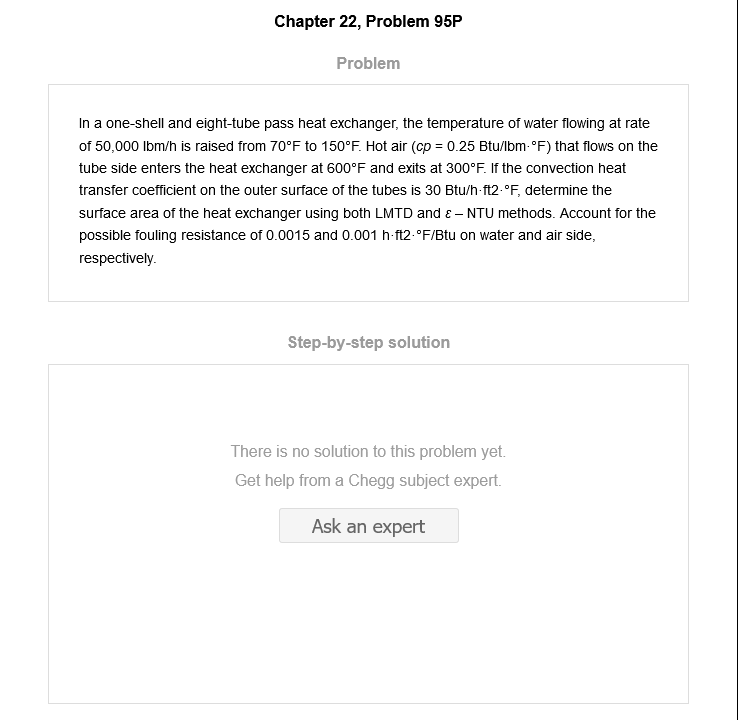 Chapter 22, Problem 95P
Problem
In a one-shell and eight-tube pass heat exchanger, the temperature of water flowing at rate
of 50,000 lbm/h is raised from 70°F to 150°F. Hot air (cp = 0.25 Btu/lbm·°F) that flows on the
tube side enters the heat exchanger at 600°F and exits at 300°F. If the convection heat
transfer coefficient on the outer surface of the tubes is 30 Btu/h·ft2·°F, determine the
surface area of the heat exchanger using both LMTD and ε – NTU methods. Account for the
possible fouling resistance of 0.0015 and 0.001 h·ft2·°F/Btu on water and air side,
respectively.
Step-by-step solution
There is no solution to this problem yet.
Get help from a Chegg subject expert.
Ask an expert